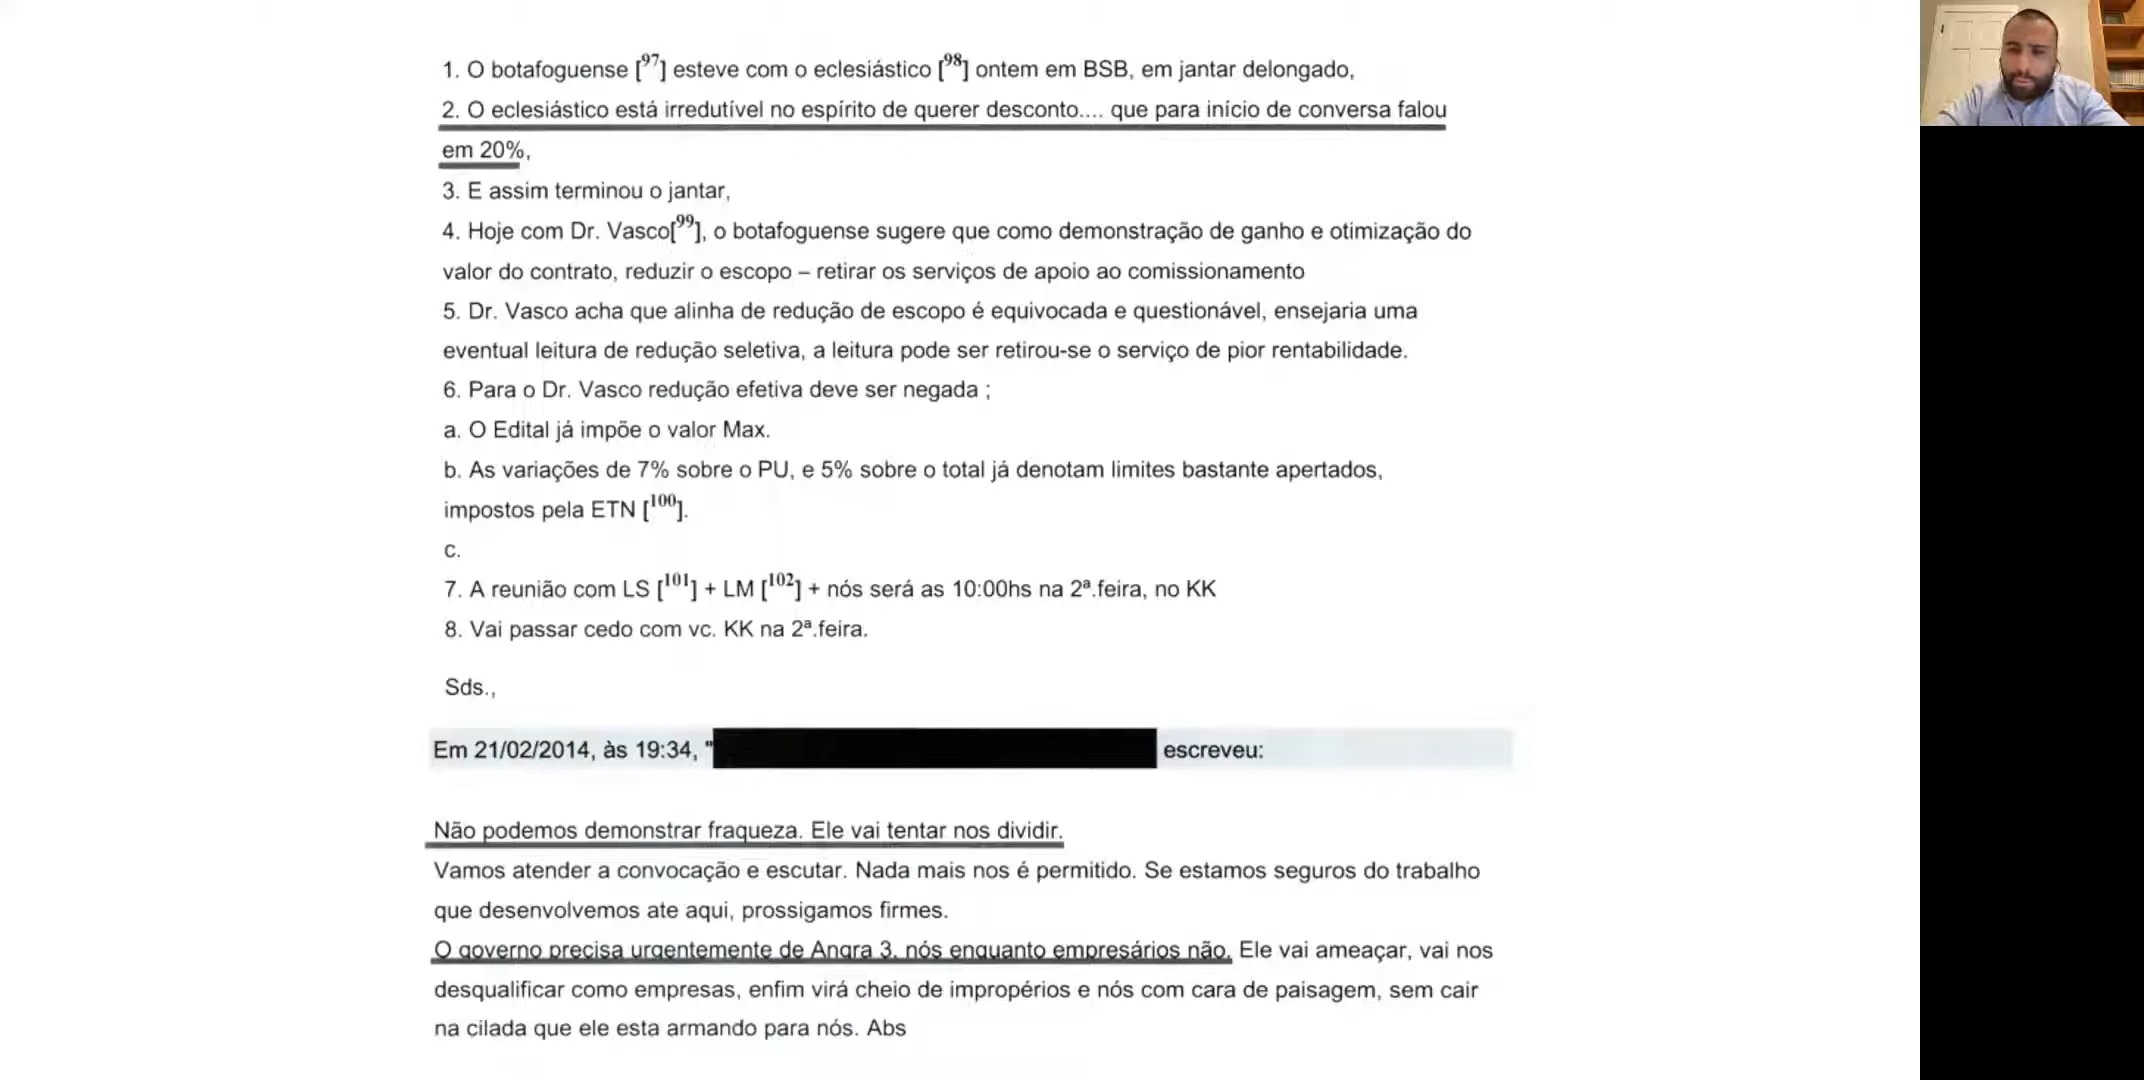 1. O botafoguense [97] esteve com o eclesiástico [98] ontem em BSB, em jantar delongado,
2. O eclesiástico está irredutível no espírito de querer desconto.... que para início de conversa falou
em 20%,
3. E assim terminou o jantar,
4. Hoje com Dr. Vasco[99], o botafoguense sugere que como demonstração de ganho e otimização do
valor do contrato, reduzir o escopo – retirar os serviços de apoio ao comissionamento
5. Dr. Vasco acha que alinha de redução de escopo é equivocada e questionável, ensejaria uma
eventual leitura de redução seletiva, a leitura pode ser retirou-se o serviço de pior rentabilidade.
6. Para o Dr. Vasco redução efetiva deve ser negada ;
a. O Edital já impõe o valor Max.
b. As variações de 7% sobre o PU, e 5% sobre o total já denotam limites bastante apertados,
impostos pela ETN [100].
c.
7. A reunião com LS [101] + LM [102] + nós será as 10:00hs na 2ª.feira, no KK
8. Vai passar cedo com vc. KK na 2ª.feira.
Sds.,
Em 21/02/2014, às 19:34, " escreveu:
Não podemos demonstrar fraqueza. Ele vai tentar nos dividir.
Vamos atender a convocação e escutar. Nada mais nos é permitido. Se estamos seguros do trabalho
que desenvolvemos ate aqui, prossigamos firmes.
O governo precisa urgentemente de Angra 3, nós enquanto empresários não. Ele vai ameaçar, vai nos
desqualificar como empresas, enfim virá cheio de impropérios e nós com cara de paisagem, sem cair
na cilada que ele esta armando para nós. Abs